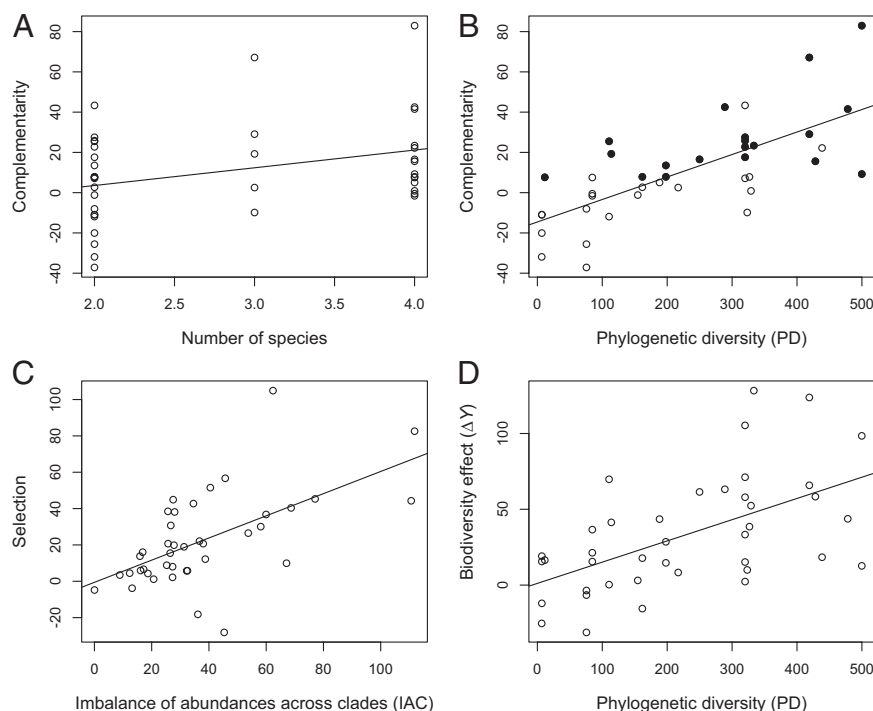 A
Complementarity
80
60
40
20
0
-20
-40
2.0 2.5 3.0 3.5 4.0
Number of species
B
Complementarity
80
60
40
20
0
-20
-40
0 100 200 300 400 500
Phylogenetic diversity (PD)
C
Selection
100
80
60
40
20
0
-20
0 20 40 60 80 100
Imbalance of abundances across clades (IAC)
D
Biodiversity effect (ΔY)
100
50
0
0 100 200 300 400 500
Phylogenetic diversity (PD)